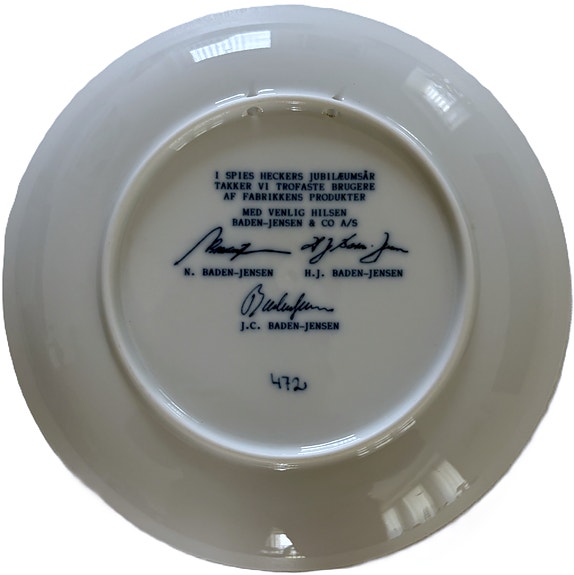 I SPIES HECKERS JUBILÆUMSÅR
TAKKER VI TROFASTE BRUGERE
AF FABRIKKENS PRODUKTER
MED VENLIG HILSEN
BADEN-JENSEN & CO A/S
N. BADEN-JENSEN H.J. BADEN-JENSEN
J.C. BADEN-JENSEN
472